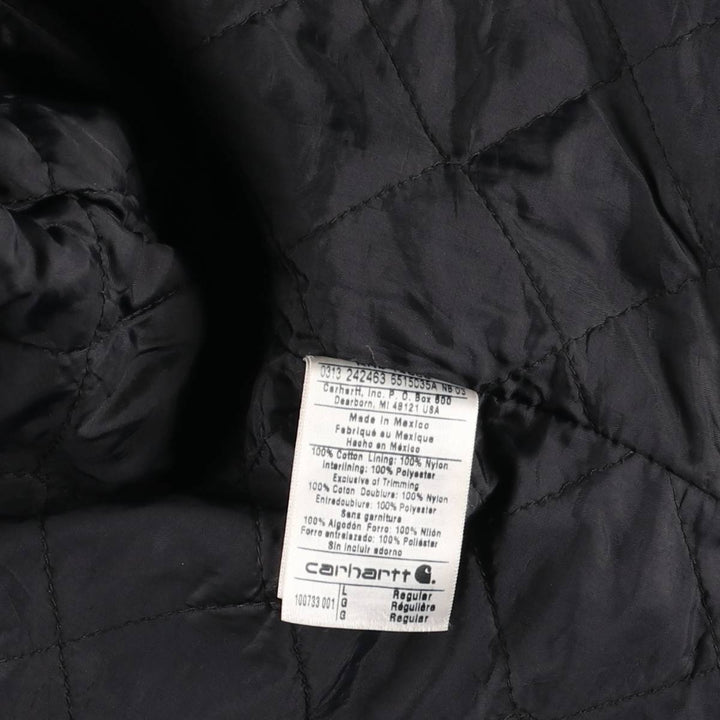 0313 242463 5515C35A NB 03
Carhartt, Inc. P. O. Box 600
Dearborn, MI 48121 USA
Made in Mexico
Fabriqué au Mexique
Hecho en México
100% Cotton Lining: 100% Nylon
Interlining: 100% Polyester
Exclusive of Trimming
100% Coton Doublure: 100% Nylon
Entredoublure: 100% Polyester
Sans garniture
100% Algodón Forro: 100% Nilón
Forro entrelazado: 100% Poliéster
Sin incluir adorno
carhartt
100733 001
L Regular
G Régulière
G Regular